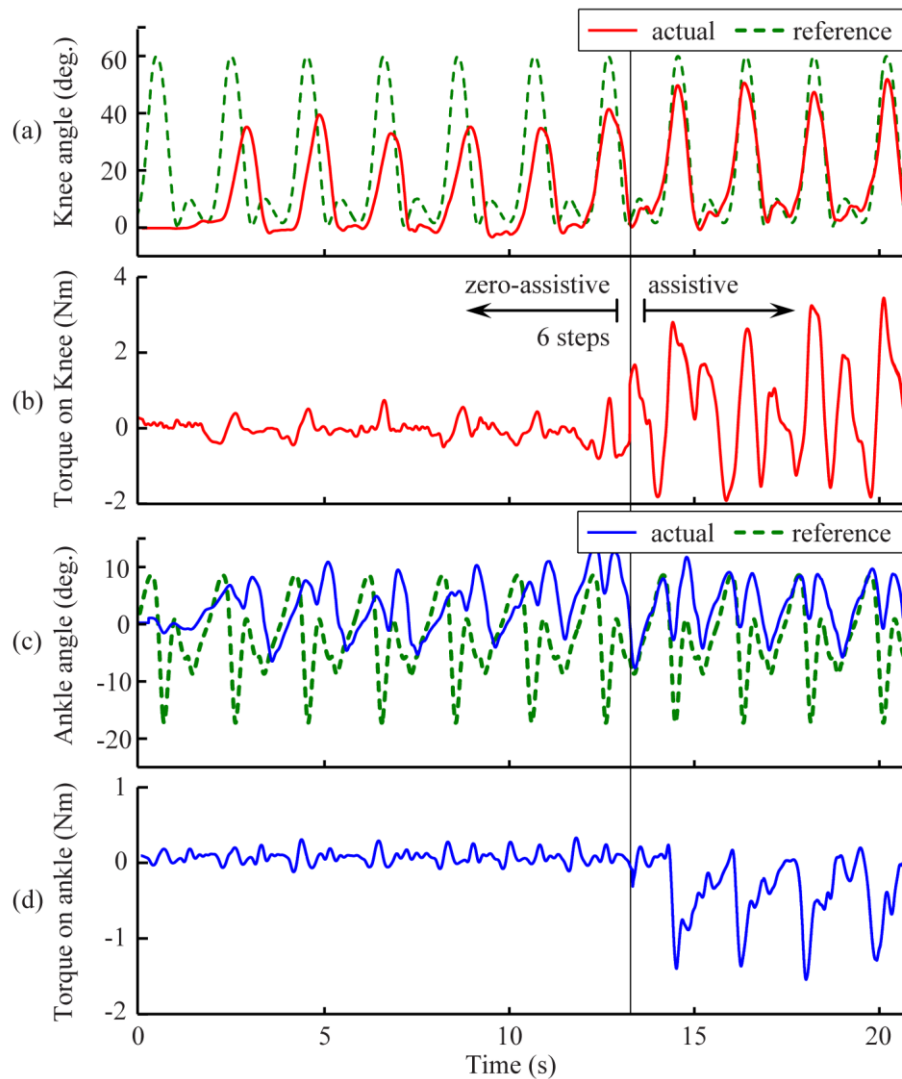 actual reference
(a)
Knee angle (deg.)
60
40
20
0
(b)
Torque on Knee (Nm)
4
2
0
-2
zero-assistive assistive
6 steps
actual reference
(c)
Ankle angle (deg.)
10
0
-10
-20
(d)
Torque on ankle (Nm)
1
0
-1
-2
0 5 10 15 20
Time (s)